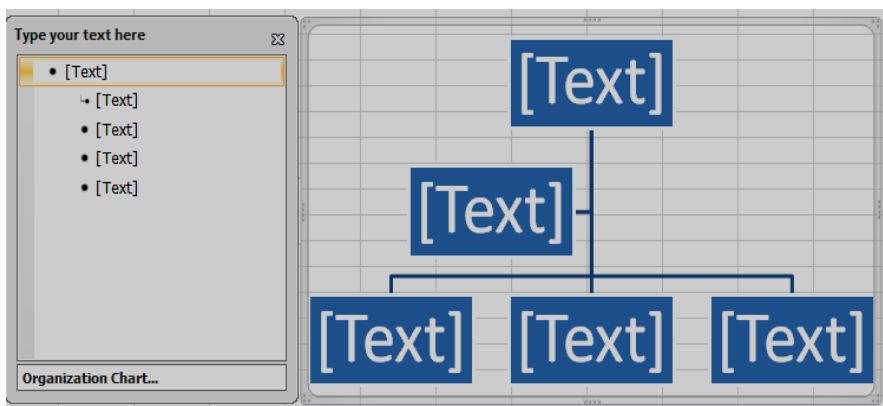 Type your text here
[Text]
[Text]
[Text]
[Text]
[Text]
Organization Chart...
[Text]
[Text]
[Text] [Text] [Text]